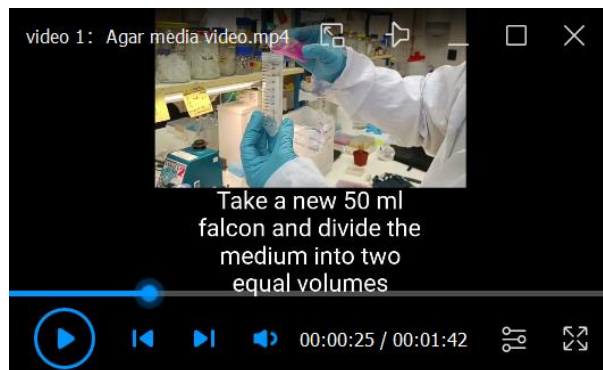 video 1: Agar media video.mp4
Take a new 50 ml
falcon and divide the
medium into two
equal volumes
00:00:25 / 00:01:42